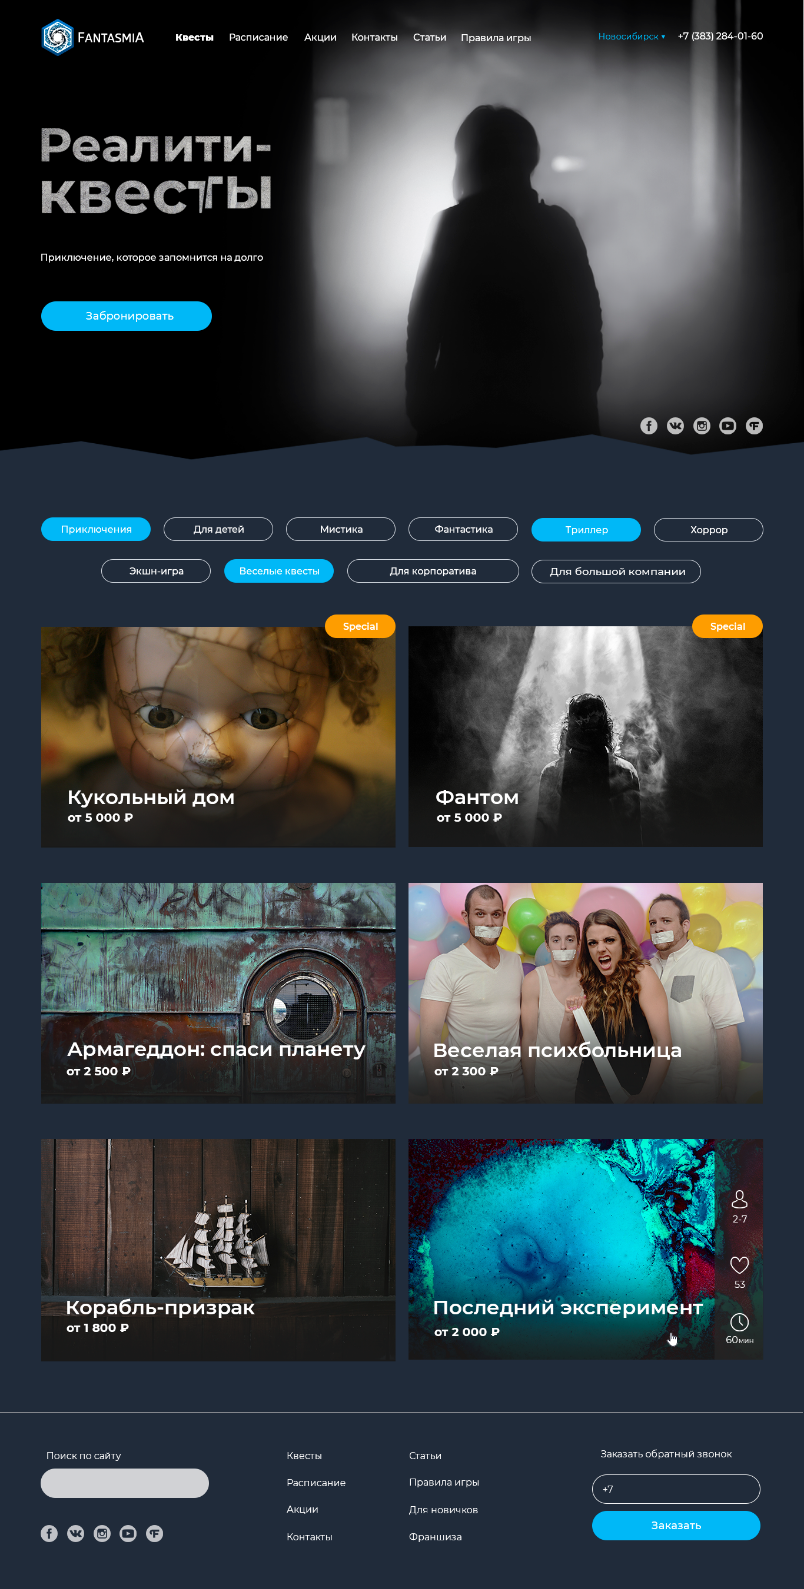 FANTASMIA
Квесты Расписание Акции Контакты Статьи Правила игры
Новосибирск +7 (383) 284-01-60
Реалити-
квесты
Приключение, которое запомнится на долго
Забронировать
Приключения Для детей Мистика Фантастика Триллер Хоррор
Экшн-игра Веселые квесты Для корпоратива Для большой компании
Special
Special
Кукольный дом
от 5 000 ₽
Фантом
от 5 000 ₽
Армагеддон: спаси планету
от 2 500 ₽
Веселая психбольница
от 2 300 ₽
Корабль-призрак
от 1 800 ₽
2-7
53
Последний эксперимент
от 2 000 ₽
60мин
Поиск по сайту
Квесты
Расписание
Акции
Контакты
Статьи
Правила игры
Для новичков
Франшиза
Заказать обратный звонок
+7
Заказать